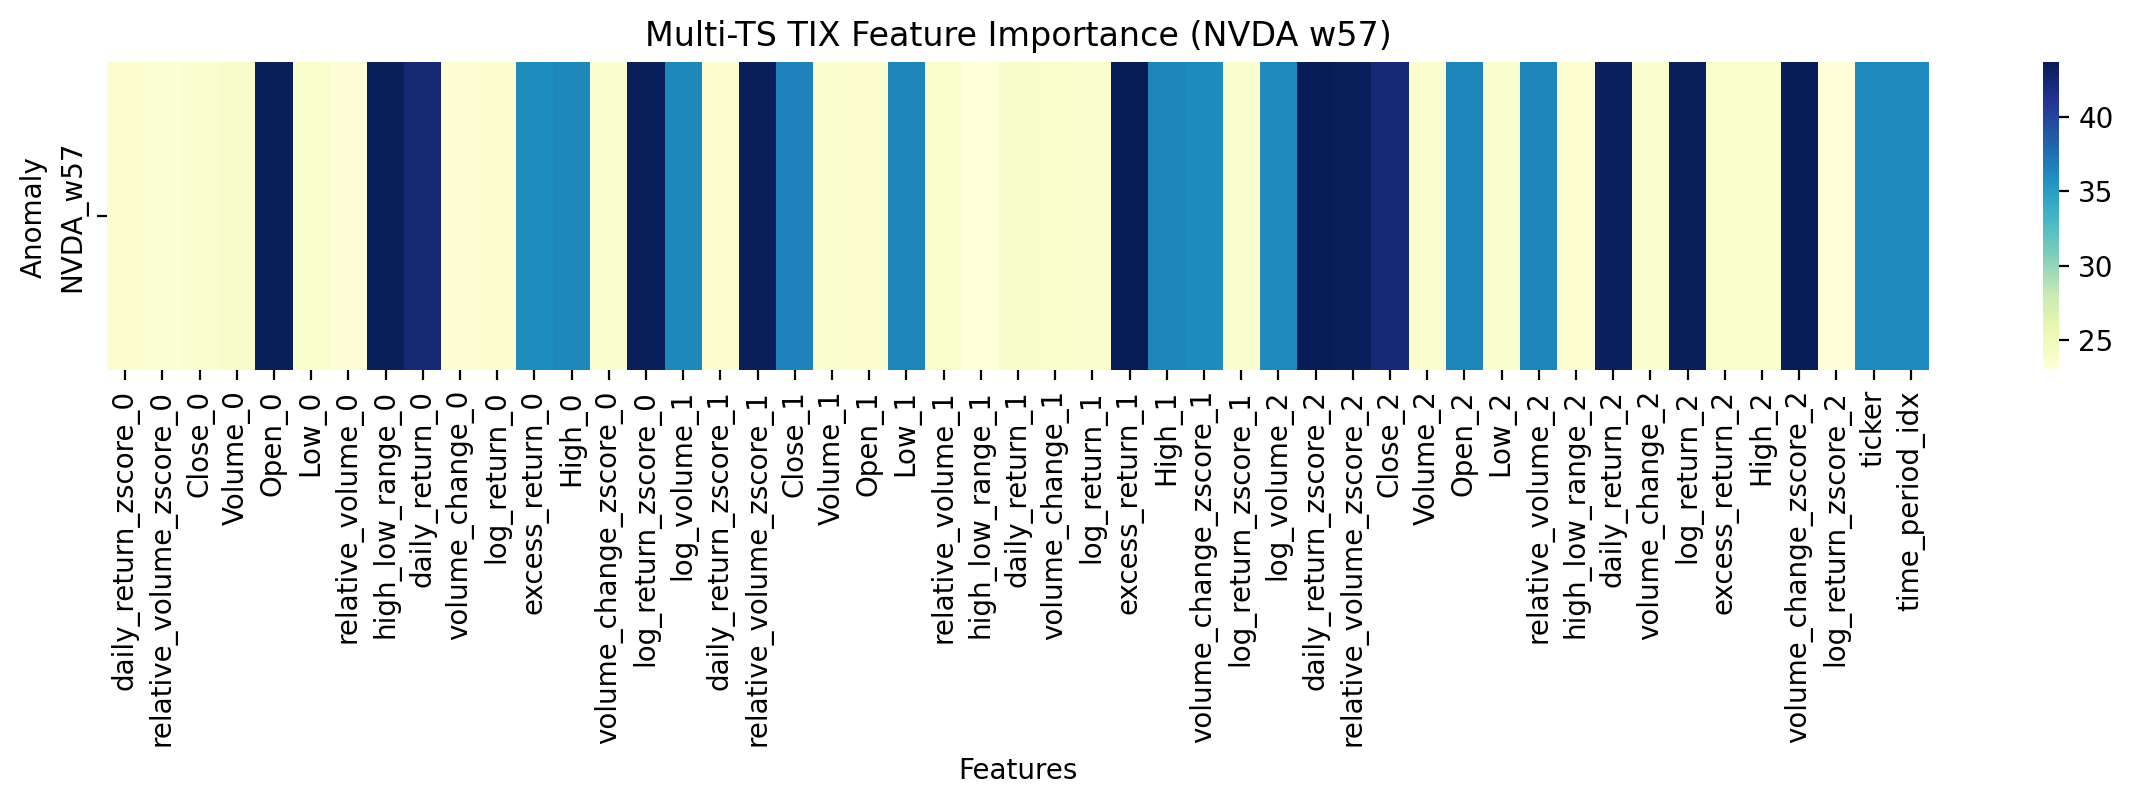 Multi-TS TIX Feature Importance (NVDA w57)
Anomaly
NVDA_w57
40
35
30
25
daily_return_zscore_0
relative_volume_zscore_0
Close_0
Volume_0
Open_0
Low_0
relative_volume_0
high_low_range_0
daily_return_0
volume_change_0
log_return_0
excess_return_0
High_0
volume_change_zscore_0
log_return_zscore_0
log_volume_1
daily_return_zscore_1
relative_volume_zscore_1
Close_1
Volume_1
Open_1
Low_1
relative_volume_1
high_low_range_1
daily_return_1
volume_change_1
log_return_1
excess_return_1
High_1
volume_change_zscore_1
log_return_zscore_1
log_volume_2
daily_return_zscore_2
relative_volume_zscore_2
Close_2
Volume_2
Open_2
Low_2
relative_volume_2
high_low_range_2
daily_return_2
volume_change_2
log_return_2
excess_return_2
High_2
volume_change_zscore_2
log_return_zscore_2
ticker
time_period_idx
Features